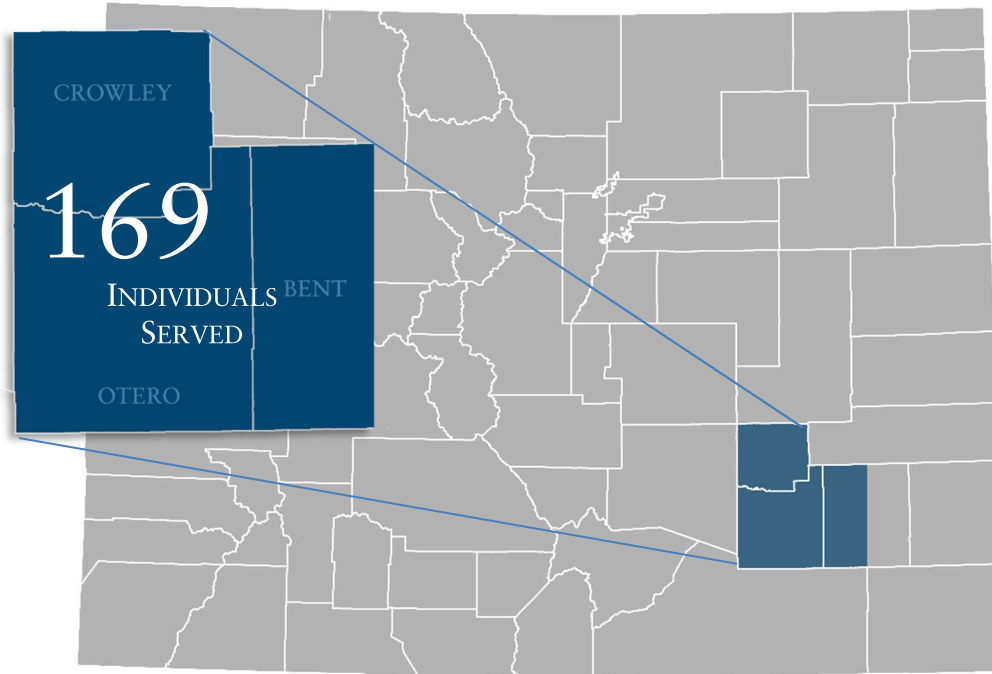 CROWLEY
169
INDIVIDUALS
SERVED
BENT
OTERO